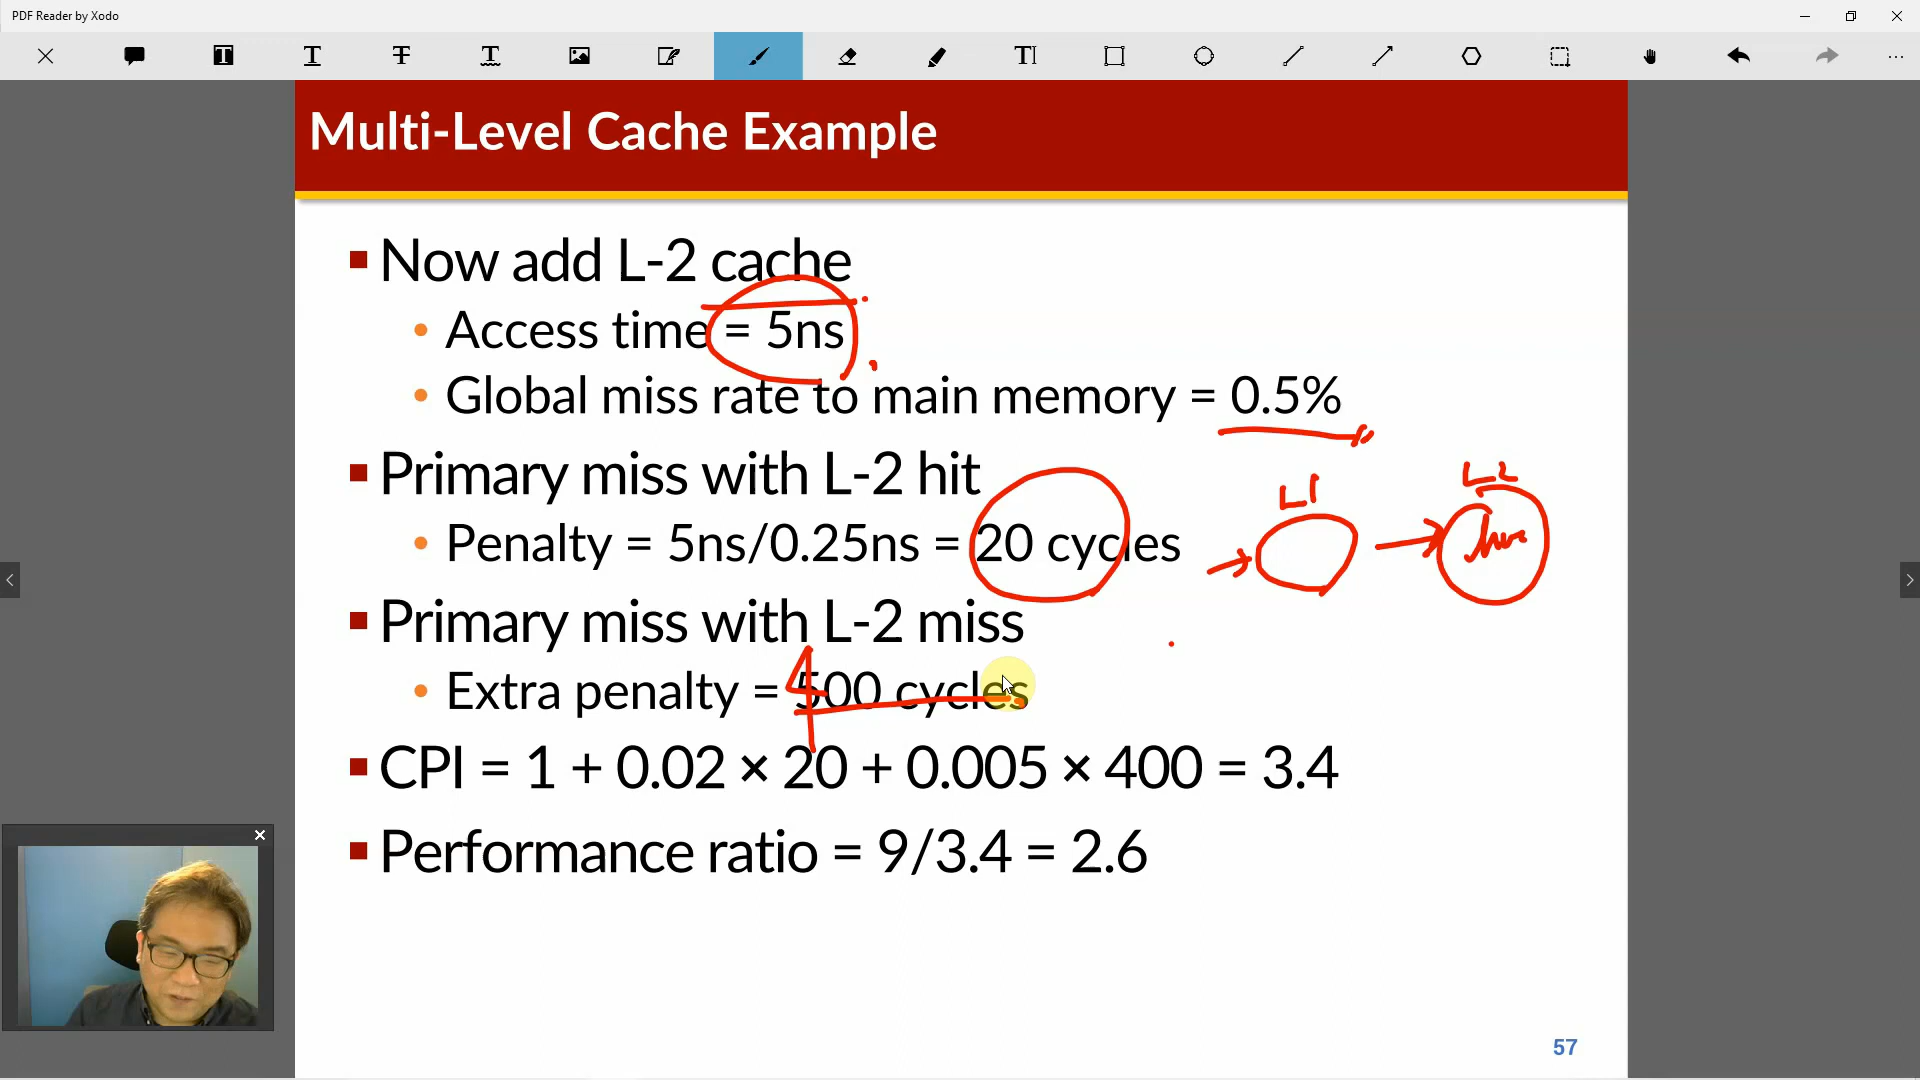 PDF Reader by Xodo
Multi-Level Cache Example
Now add L-2 cache
Access time = 5ns
Global miss rate to main memory = 0.5%
Primary miss with L-2 hit
Penalty = 5ns/0.25ns = 20 cycles
L1
L2
Primary miss with L-2 miss
4
Extra penalty = 500 cycles
CPI = 1 + 0.02 × 20 + 0.005 × 400 = 3.4
Performance ratio = 9/3.4 = 2.6
57